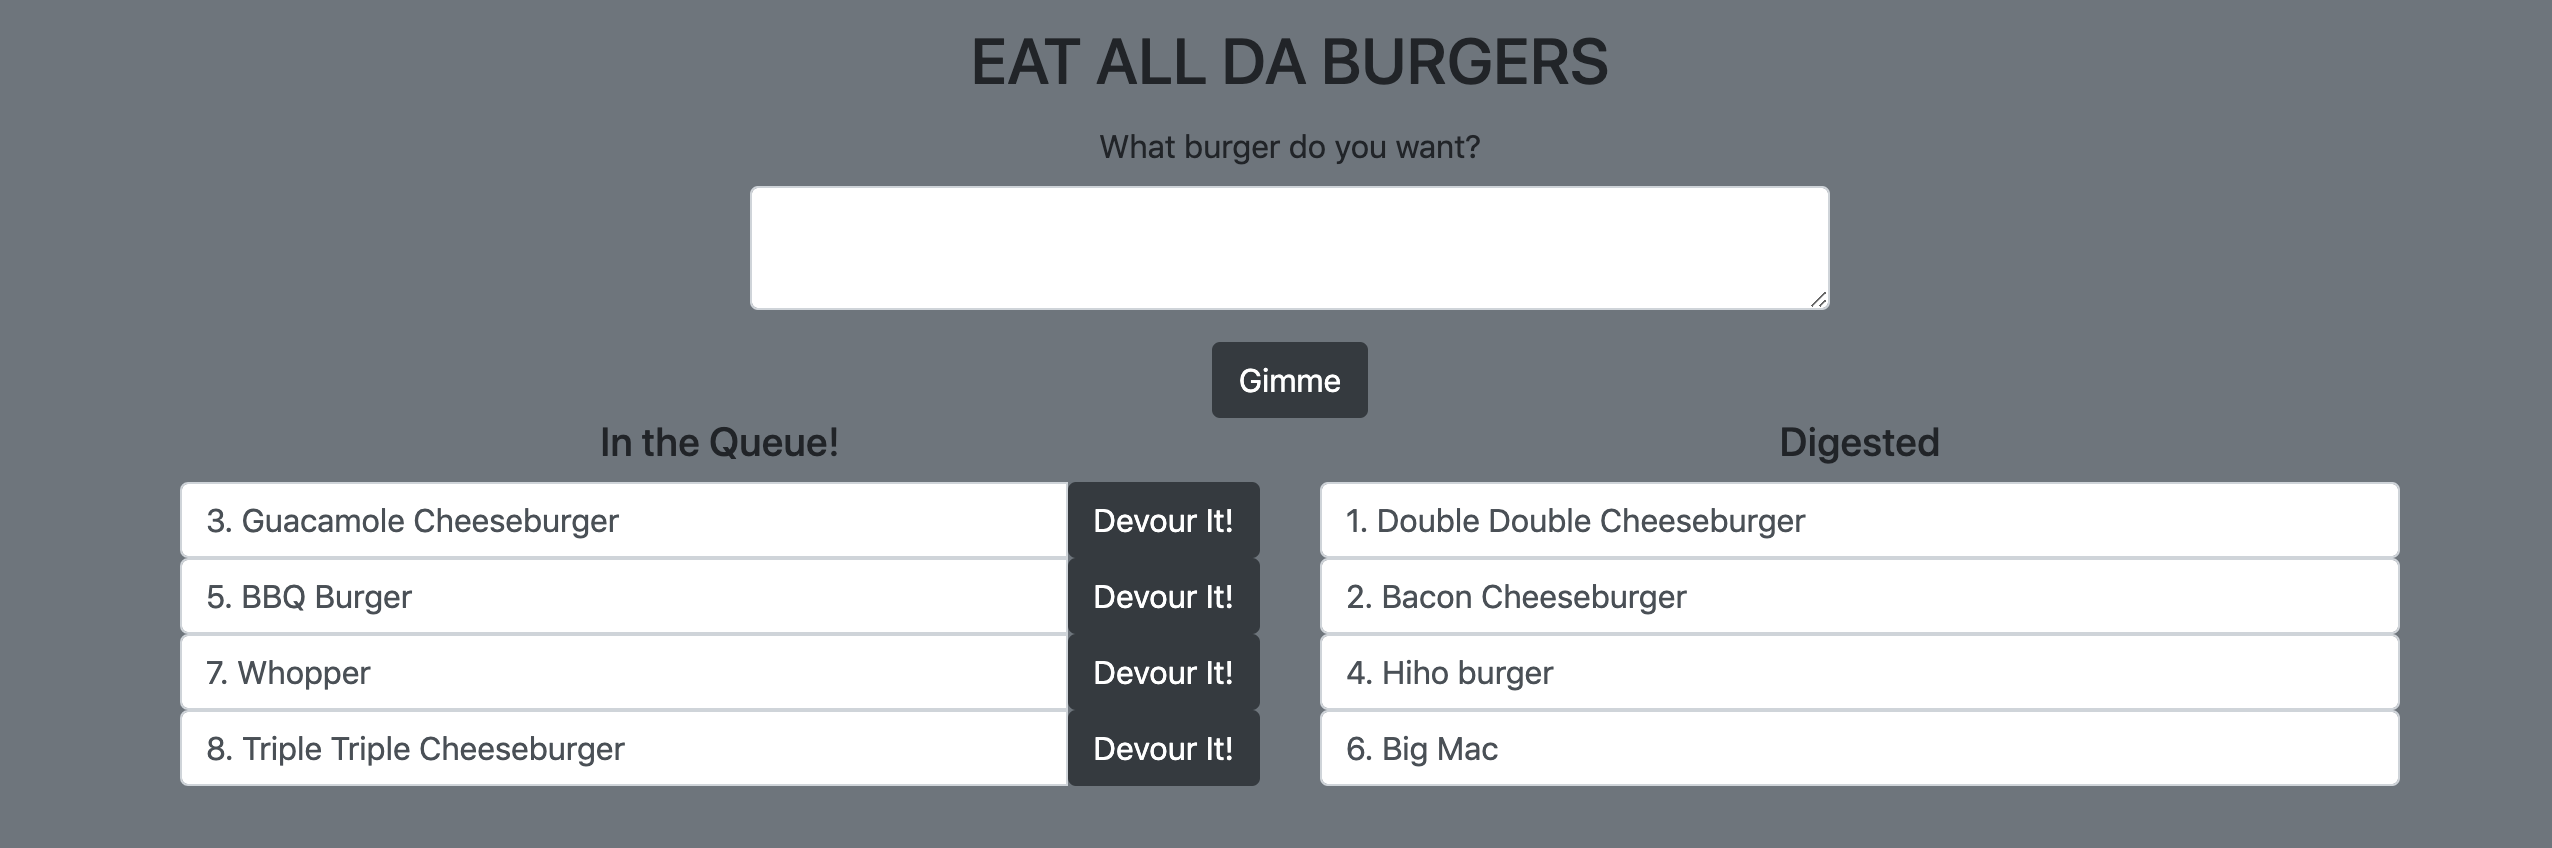 EAT ALL DA BURGERS
What burger do you want?
Gimme
In the Queue!
3. Guacamole Cheeseburger Devour It!
5. BBQ Burger Devour It!
7. Whopper Devour It!
8. Triple Triple Cheeseburger Devour It!
Digested
1. Double Double Cheeseburger
2. Bacon Cheeseburger
4. Hiho burger
6. Big Mac